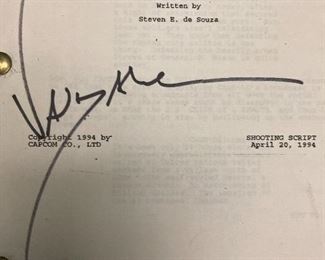 Written by
Steven E. de Souza
Copyright 1994 by
CAPCOM CO., LTD
SHOOTING SCRIPT
April 20, 1994